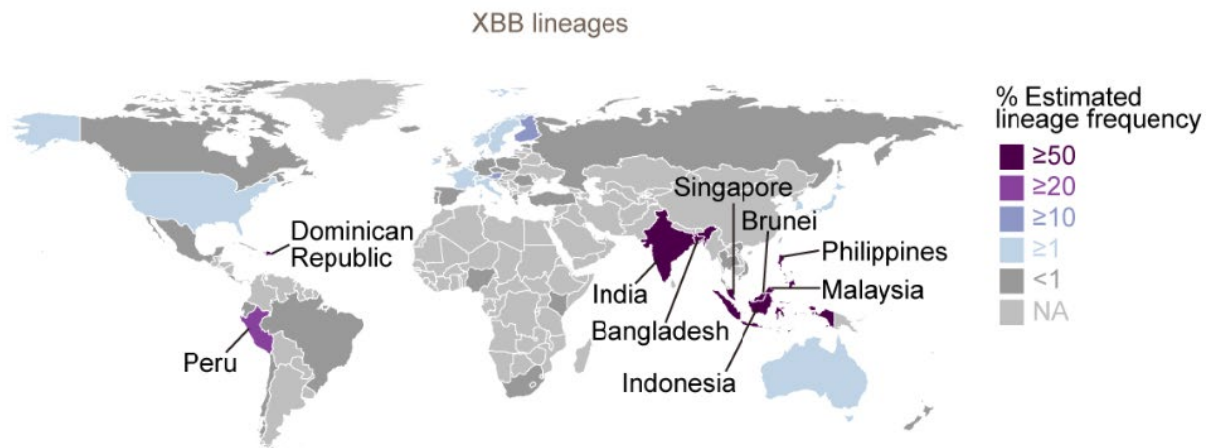 XBB lineages
% Estimated
lineage frequency
≥50
≥20
≥10
≥1
<1
NA
Singapore
Brunei
Dominican
Republic
Philippines
India
Malaysia
Bangladesh
Peru
Indonesia